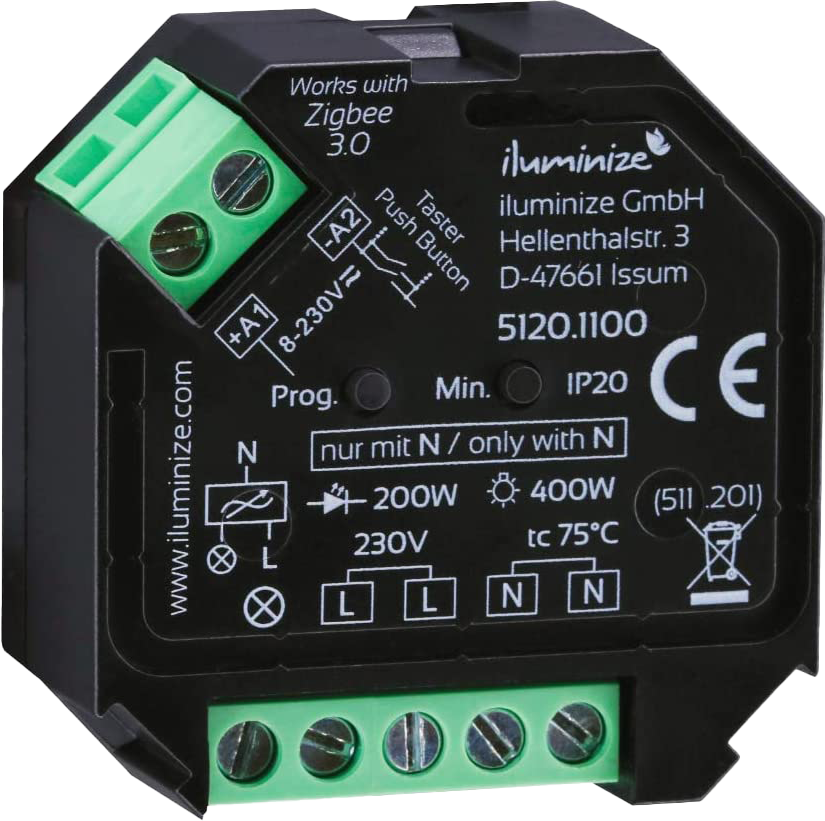 Works with
Zigbee
3.0
iluminize
iluminize GmbH
Hellenthalstr. 3
D-47661 Issum
5120.1100
-A2
Taster
Push Button
+A1
8-230V
Prog.
Min.
IP20
CE
nur mit N / only with N
www.iluminize.com
N
L
200W
400W
(511 .201)
230V
tc 75°C
L L N N